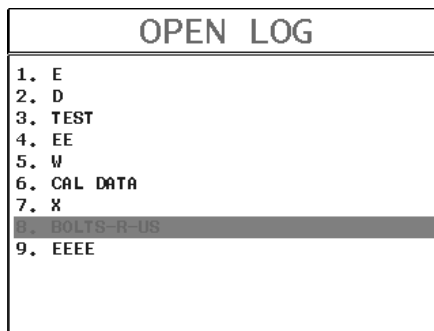 OPEN LOG
1. E
2. D
3. TEST
4. EE
5. W
6. CAL DATA
7. X
8. BOLTS-R-US
9. EEEE